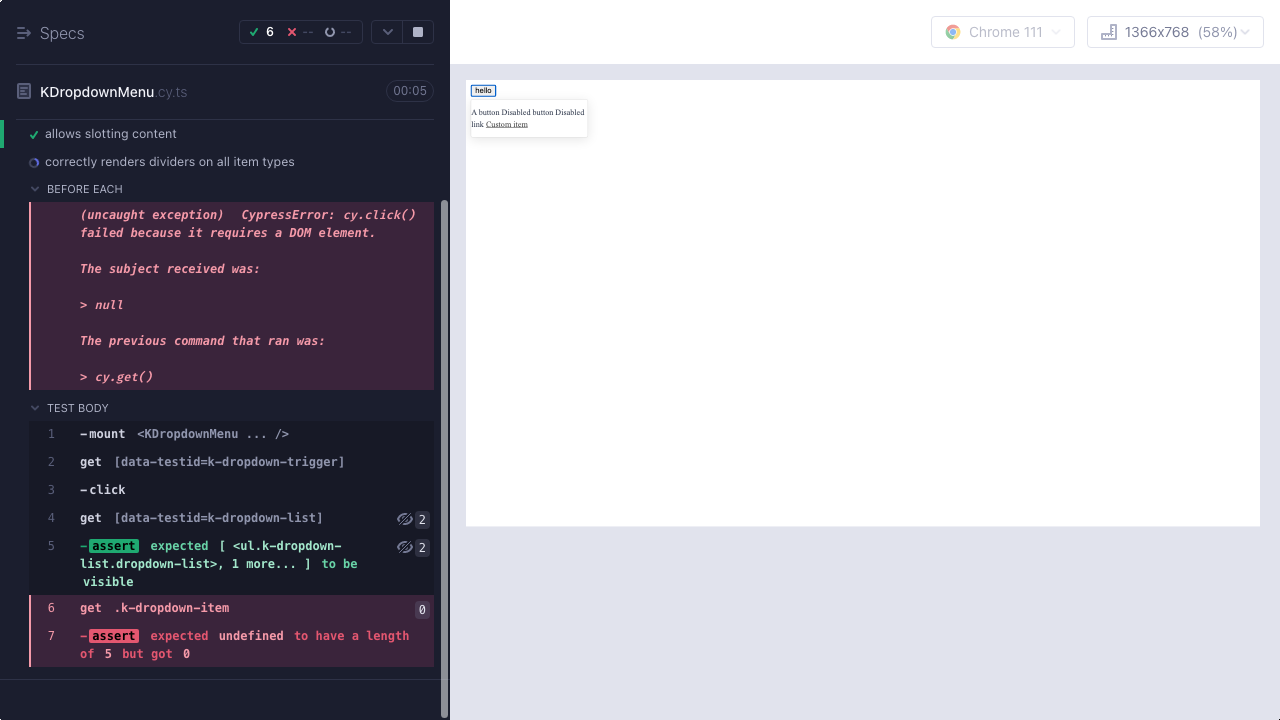 Specs
6 -- --
KDropdownMenu.cy.ts 00:05
allows slotting content
correctly renders dividers on all item types
BEFORE EACH
(uncaught exception) CypressError: cy.click()
failed because it requires a DOM element.
The subject received was:
> null
The previous command that ran was:
> cy.get()
TEST BODY
1 -mount <KDropdownMenu ... />
2 get [data-testid=k-dropdown-trigger]
3 -click
4 get [data-testid=k-dropdown-list] 2
5 -assert expected [ <ul.k-dropdown- 2
list.dropdown-list>, 1 more... ] to be
visible
6 get .k-dropdown-item 0
7 -assert expected undefined to have a length
of 5 but got 0
Chrome 111
1366x768 (58%)
hello
A button Disabled button Disabled
link Custom item